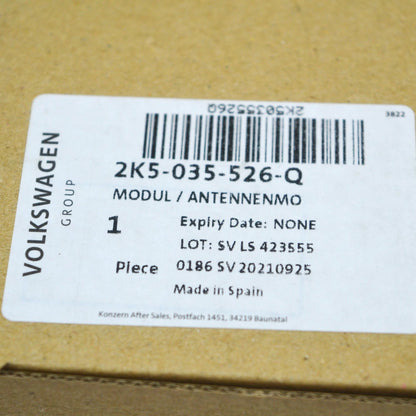 3822
2K5035526Q
2K5-035-526-Q
MODUL / ANTENNENMO
1 Expiry Date: NONE
LOT: SV LS 423555
Piece 0186 SV 20210925
Made in Spain
Konzern After Sales, Postfach 1451, 34219 Baunatal
VOLKSWAGEN
GROUP